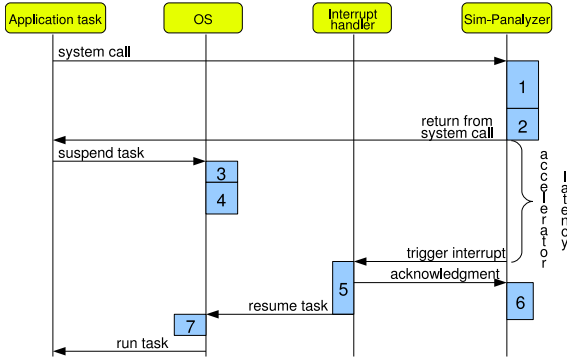 Application task
OS
Interrupt
handler
Sim-Panalyzer
system call
1
2
return from
system call
suspend task
3
4
accelerator
latency
trigger interrupt
acknowledgment
5
6
resume task
7
run task